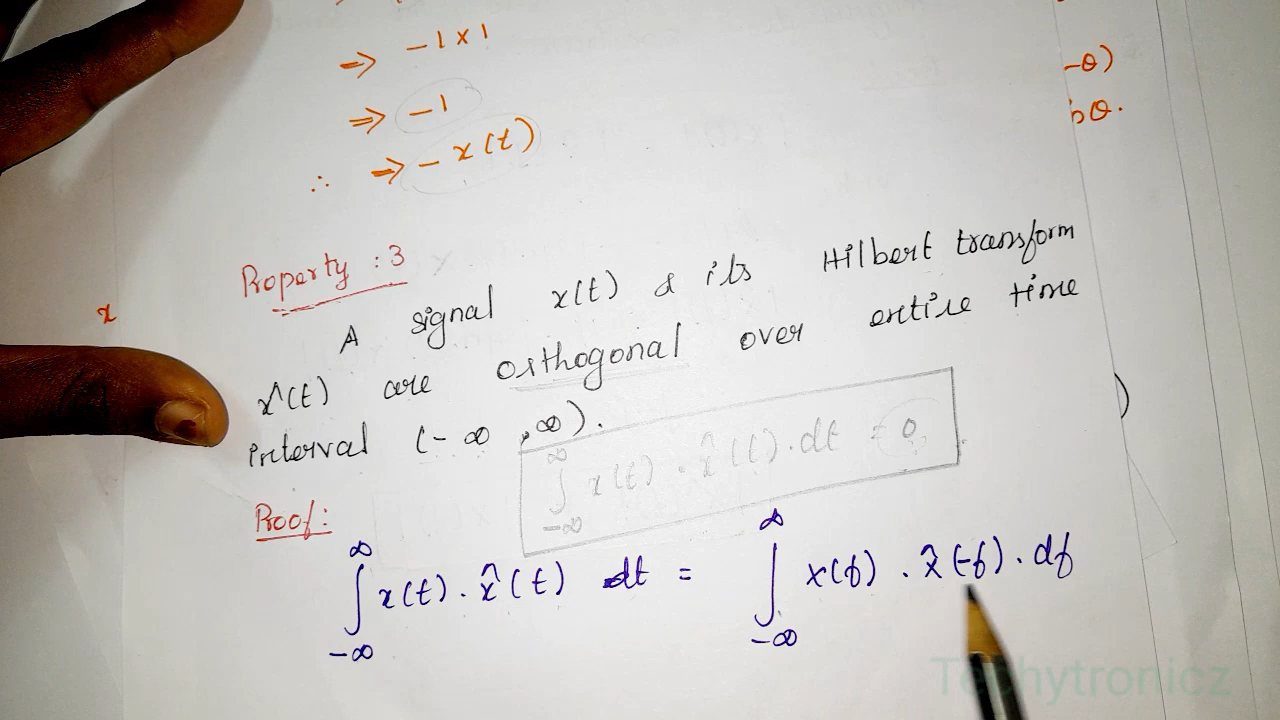 ⇒ -1 x 1
⇒ -1
∴ ⇒ - x(t)
-θ)
θ.
Property : 3
A signal x(t) & its Hilbert transform
x
x̂(t) are orthogonal over entire time
interval (-∞, ∞).
∫_{-∞}^{∞} x(t) . x̂(t) . dt = 0
)
Proof:
∫_{-∞}^{∞} x(t) . x̂(t) dt = ∫_{-∞}^{∞} x(f) . x̂(-f) . df
Techytronicz